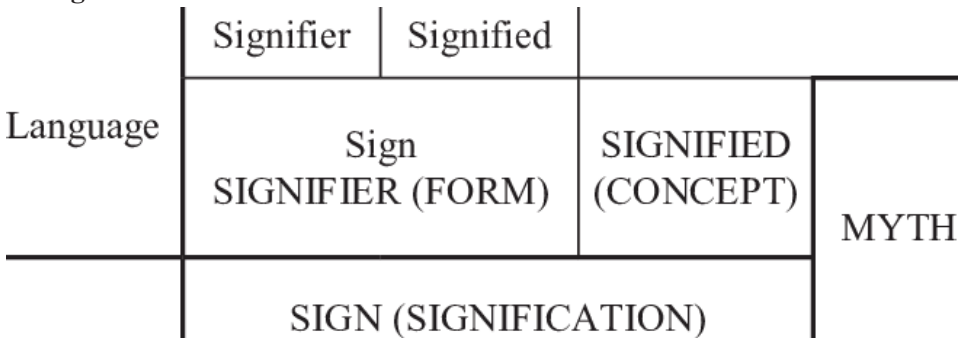 Signifier Signified
Language
Sign
SIGNIFIER (FORM)
SIGNIFIED
(CONCEPT)
MYTH
SIGN (SIGNIFICATION)